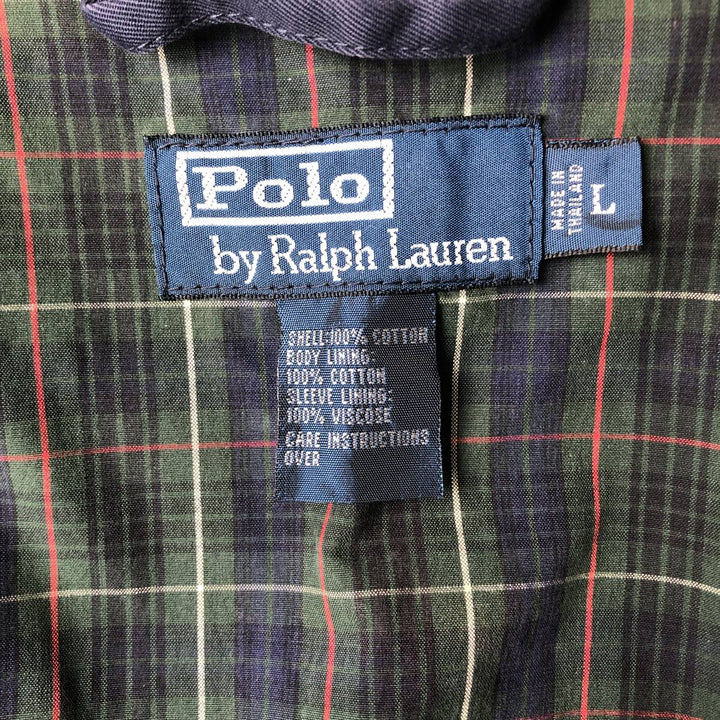 Polo
by Ralph Lauren
MADE IN
THAILAND
L
SHELL:100% COTTON
BODY LINING:
100% COTTON
SLEEVE LINING:
100% VISCOSE
CARE INSTRUCTIONS
OVER